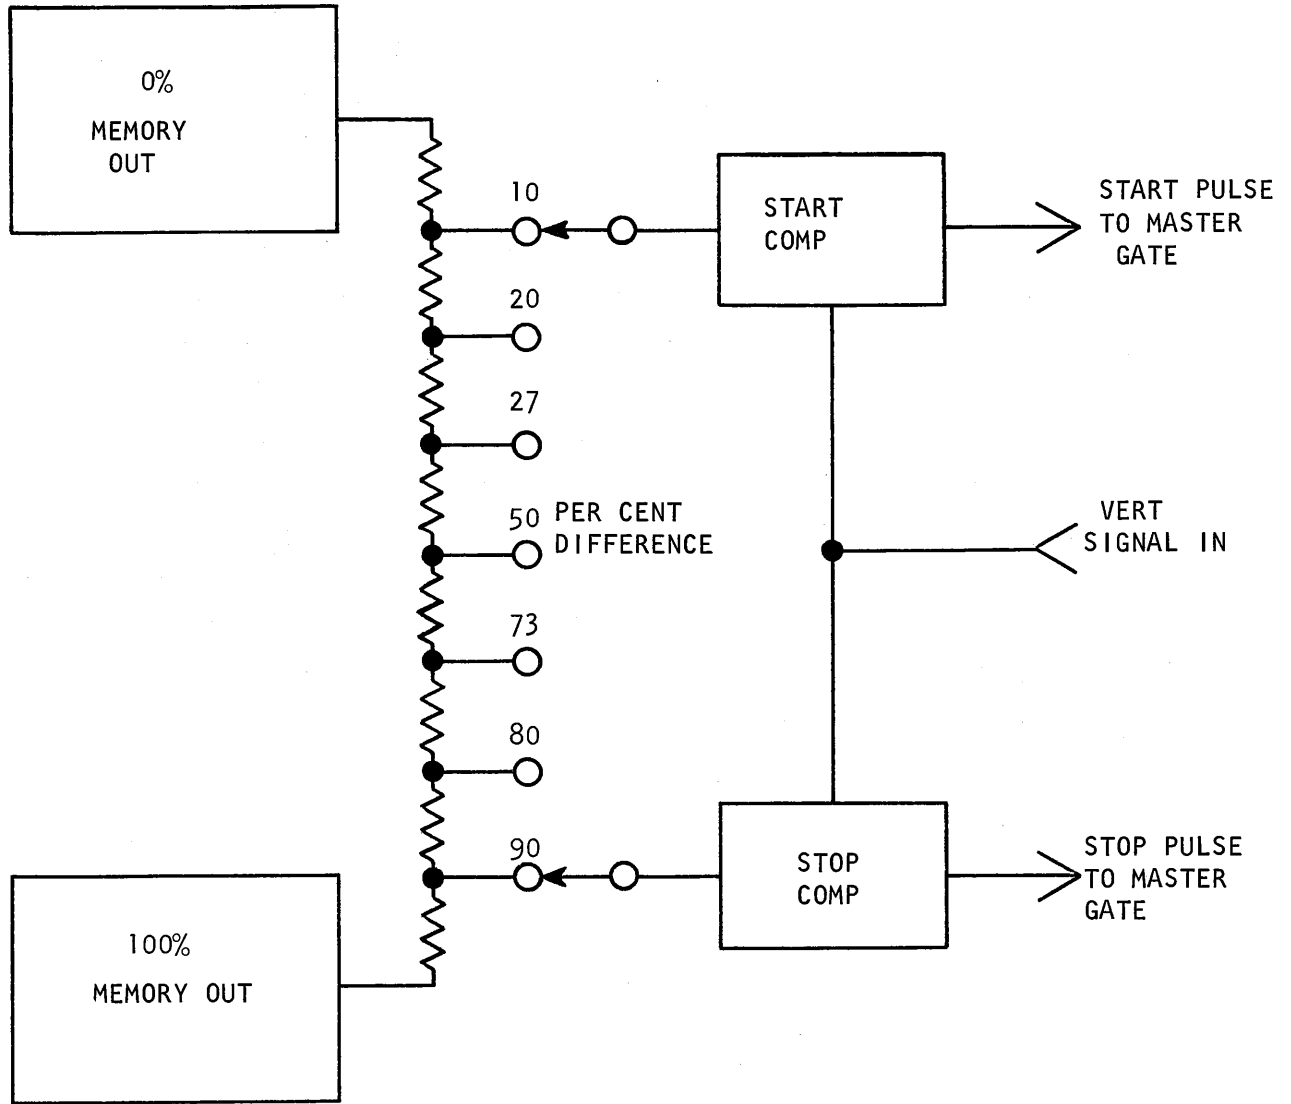 0%
MEMORY
OUT
10
20
27
50
PER CENT
DIFFERENCE
73
80
90
100%
MEMORY OUT
START
COMP
START PULSE
TO MASTER
GATE
VERT
SIGNAL IN
STOP
COMP
STOP PULSE
TO MASTER
GATE